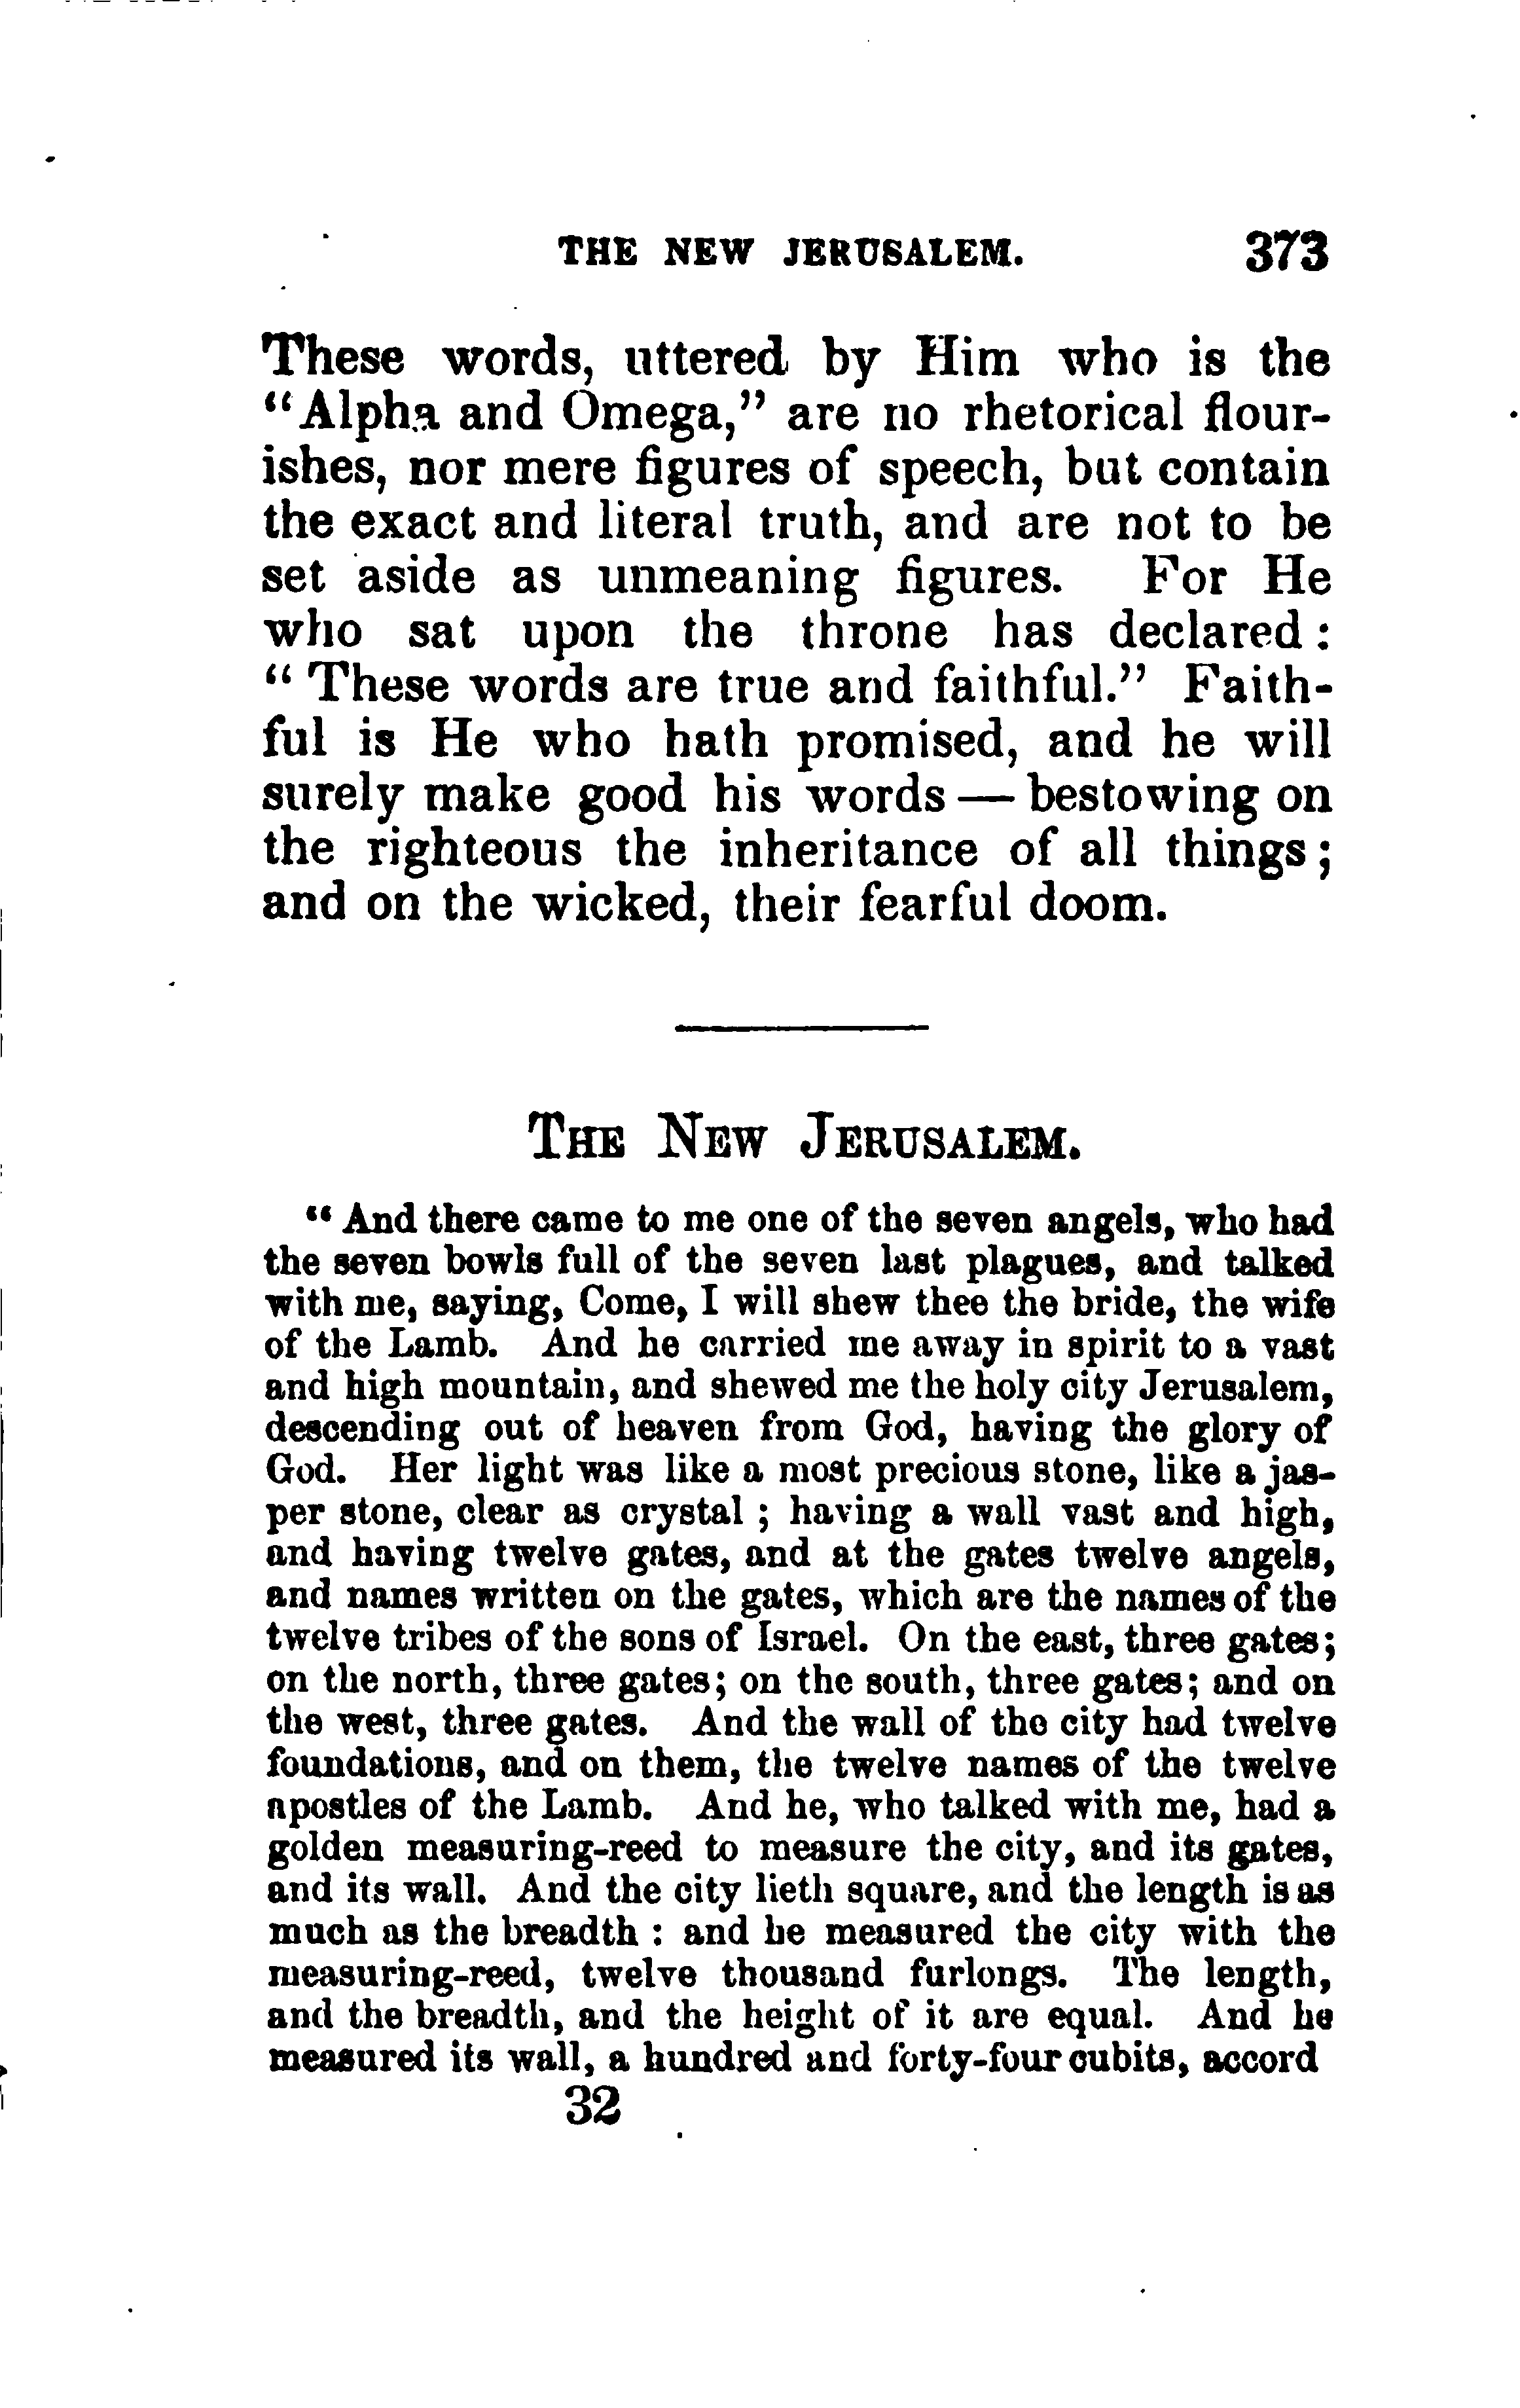 THE NEW JERUSALEM. 373
These words, uttered by Him who is the
“Alpha and Omega,” are no rhetorical flour-
ishes, nor mere figures of speech, but contain
the exact and literal truth, and are not to be
set aside as unmeaning figures. For He
who sat upon the throne has declared :
“ These words are true and faithful.” Faith-
ful is He who hath promised, and he will
surely make good his words — bestowing on
the righteous the inheritance of all things ;
and on the wicked, their fearful doom.
THE NEW JERUSALEM.
“ And there came to me one of the seven angels, who had
the seven bowls full of the seven last plagues, and talked
with me, saying, Come, I will shew thee the bride, the wife
of the Lamb. And he carried me away in spirit to a vast
and high mountain, and shewed me the holy city Jerusalem,
descending out of heaven from God, having the glory of
God. Her light was like a most precious stone, like a jas-
per stone, clear as crystal ; having a wall vast and high,
and having twelve gates, and at the gates twelve angels,
and names written on the gates, which are the names of the
twelve tribes of the sons of Israel. On the east, three gates;
on the north, three gates; on the south, three gates; and on
the west, three gates. And the wall of the city had twelve
foundations, and on them, the twelve names of the twelve
apostles of the Lamb. And he, who talked with me, had a
golden measuring-reed to measure the city, and its gates,
and its wall. And the city lieth square, and the length is as
much as the breadth : and he measured the city with the
measuring-reed, twelve thousand furlongs. The length,
and the breadth, and the height of it are equal. And he
measured its wall, a hundred and forty-four cubits, accord
32